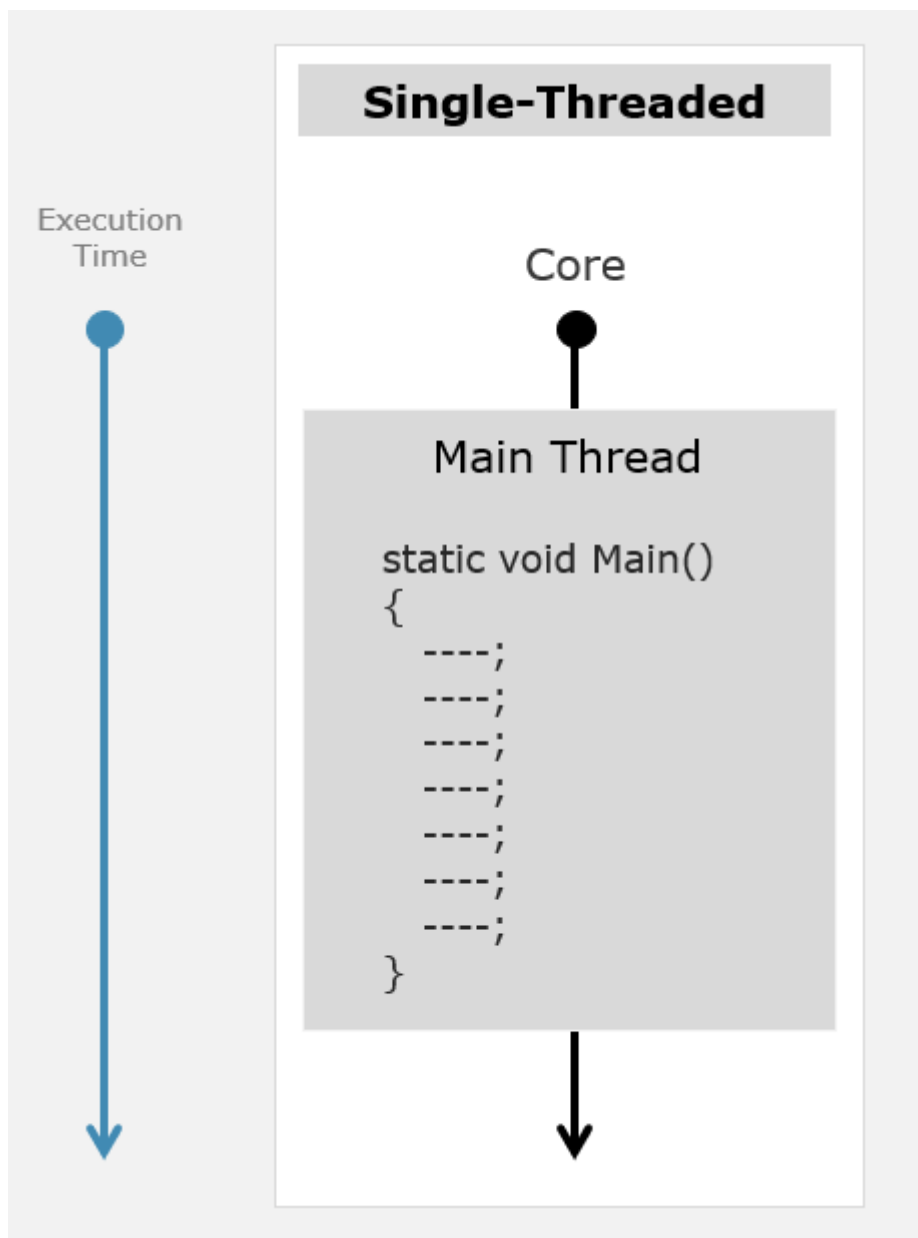 Single-Threaded
Execution
Time
Core
Main Thread
static void Main()
{
----;
----;
----;
----;
----;
----;
----;
}